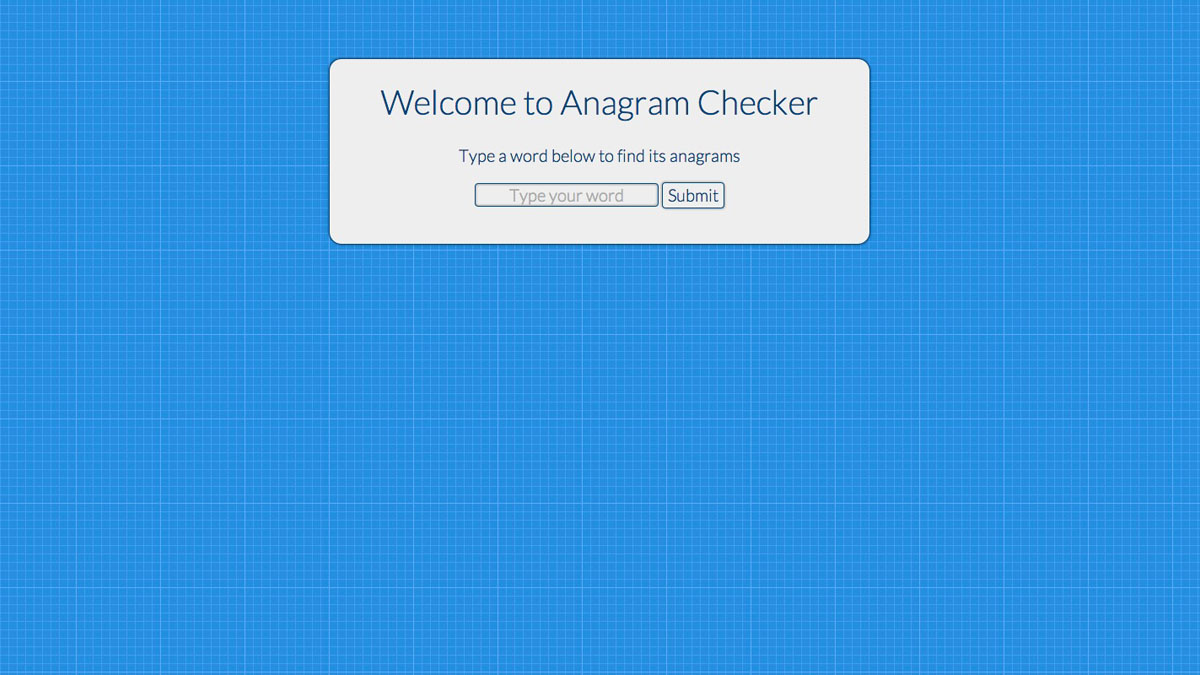 Welcome to Anagram Checker
Type a word below to find its anagrams
Type your word Submit